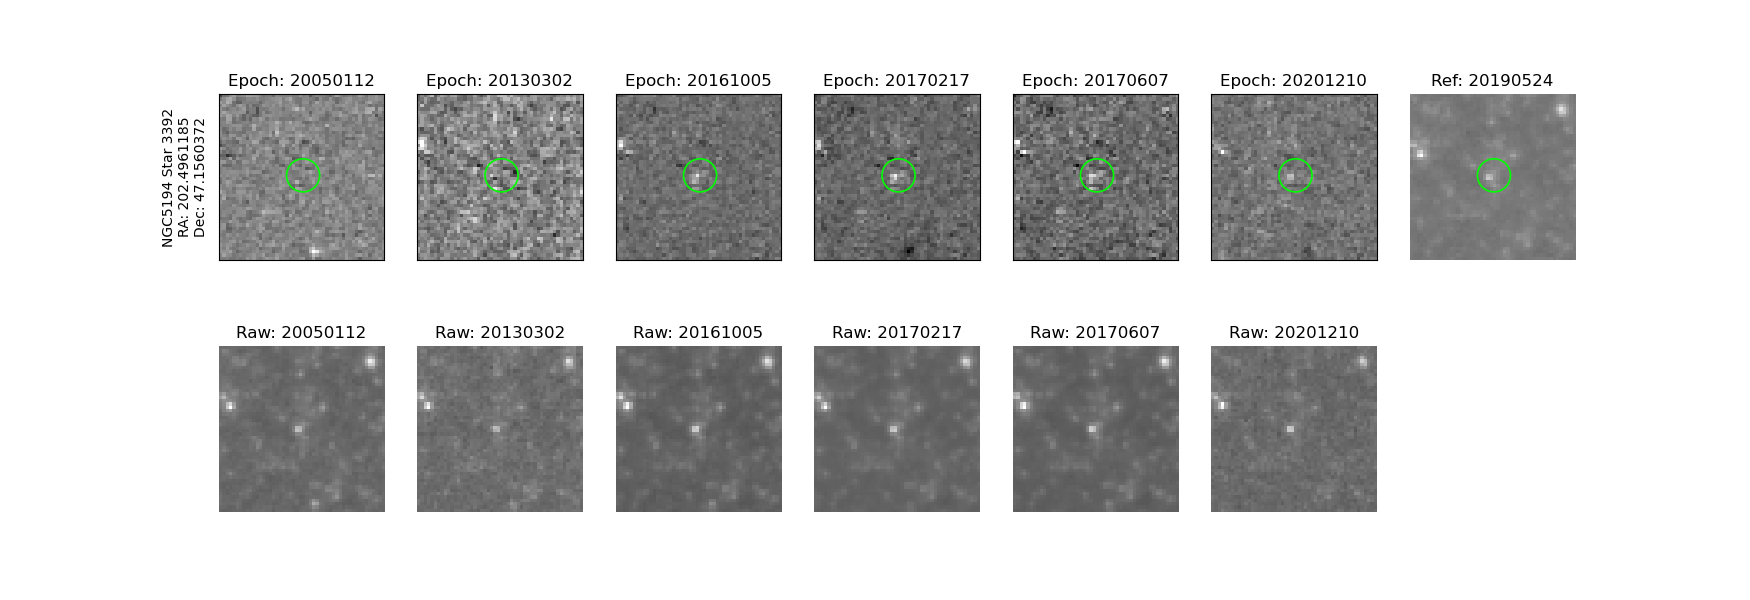 NGC5194 Star 3392
RA: 202.4961185
Dec: 47.1560372
Epoch: 20050112
Epoch: 20130302
Epoch: 20161005
Epoch: 20170217
Epoch: 20170607
Epoch: 20201210
Ref: 20190524
Raw: 20050112
Raw: 20130302
Raw: 20161005
Raw: 20170217
Raw: 20170607
Raw: 20201210